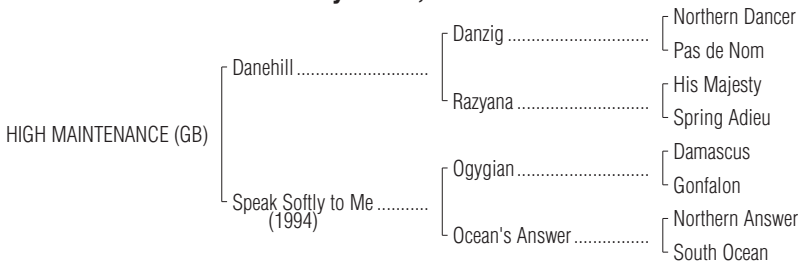 Northern Dancer
Danzig ..............................
Pas de Nom
Danehill ............................
His Majesty
Razyana ............................
Spring Adieu
HIGH MAINTENANCE (GB)
Damascus
Ogygian ............................
Gonfalon
Speak Softly to Me ...........
(1994)
Northern Answer
Ocean's Answer ................
South Ocean